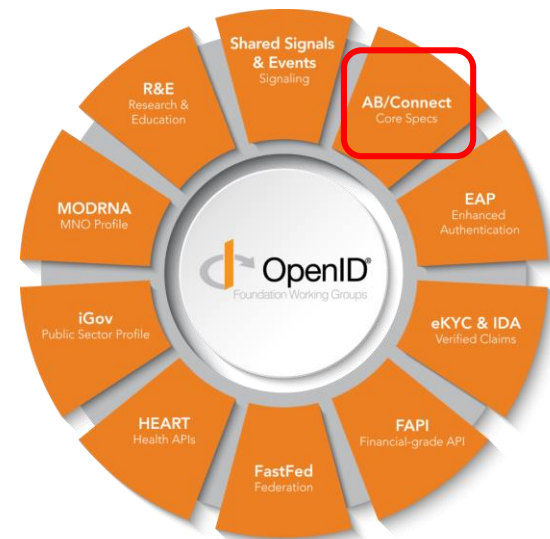 Shared Signals
& Events
Signaling
AB/Connect
Core Specs
EAP
Enhanced
Authentication
eKYC & IDA
Verified Claims
FAPI
Financial-grade API
FastFed
Federation
HEART
Health APIs
iGov
Public Sector Profile
MODRNA
MNO Profile
R&E
Research &
Education
OpenID®
Foundation Working Groups